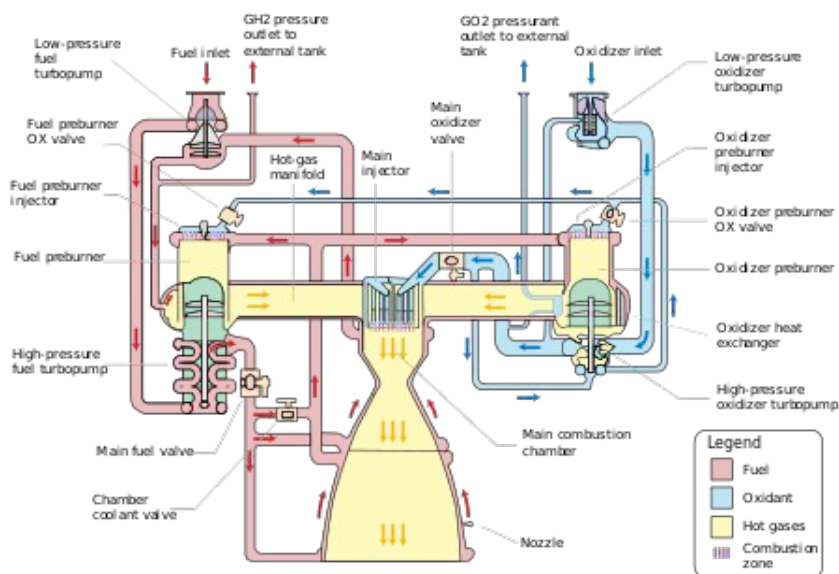 GH2 pressure
outlet to
external tank
GO2 pressurant
outlet to external
tank
Low-pressure
fuel
turbopump
Fuel inlet
Oxidizer inlet
Low-pressure
oxidizer
turbopump
Fuel preburner
OX valve
Hot-gas
manifold
Main
injector
Main
oxidizer
valve
Oxidizer
preburner
injector
Fuel preburner
injector
Oxidizer preburner
OX valve
Fuel preburner
Oxidizer preburner
Oxidizer heat
exchanger
High-pressure
fuel turbopump
High-pressure
oxidizer turbopump
Main fuel valve
Main combustion
chamber
Chamber
coolant valve
Nozzle
Legend
Fuel
Oxidant
Hot gases
Combustion
zone